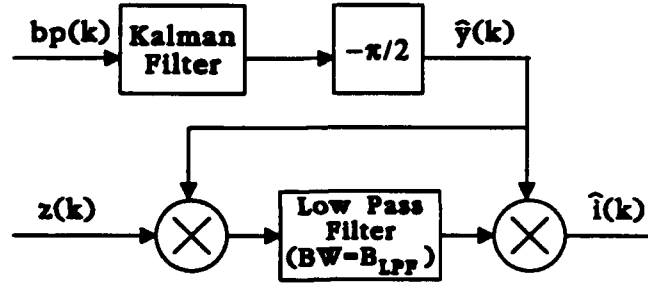 bp(k)
Kalman
Filter
−π/2
ŷ(k)
z(k)
Low Pass
Filter
(BW=B_LPF)
î(k)